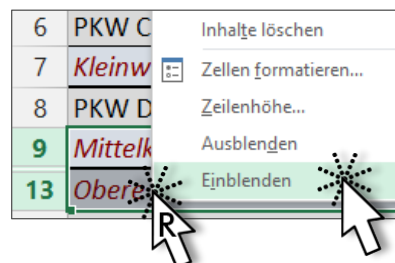 6 PKW C Inhalte löschen
7 Kleinw Zellen formatieren...
8 PKW D Zeilenhöhe...
9 Mittelk Ausblenden
13 Obere Einblenden
R